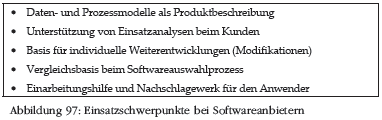 • Daten- und Prozessmodelle als Produktbeschreibung
• Unterstützung von Einsatzanalysen beim Kunden
• Basis für individuelle Weiterentwicklungen (Modifikationen)
• Vergleichsbasis beim Softwareauswahlprozess
• Einarbeitungshilfe und Nachschlagewerk für den Anwender
Abbildung 97: Einsatzschwerpunkte bei Softwareanbietern